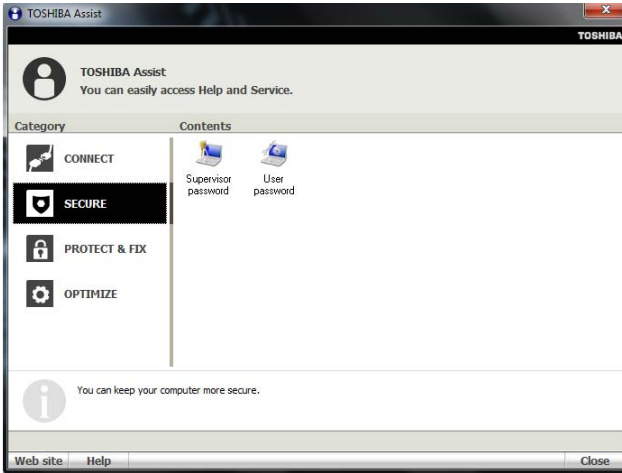 TOSHIBA Assist
TOSHIBA
TOSHIBA Assist
You can easily access Help and Service.
Category
Contents
CONNECT
SECURE
PROTECT & FIX
OPTIMIZE
Supervisor
password
User
password
You can keep your computer more secure.
Web site
Help
Close